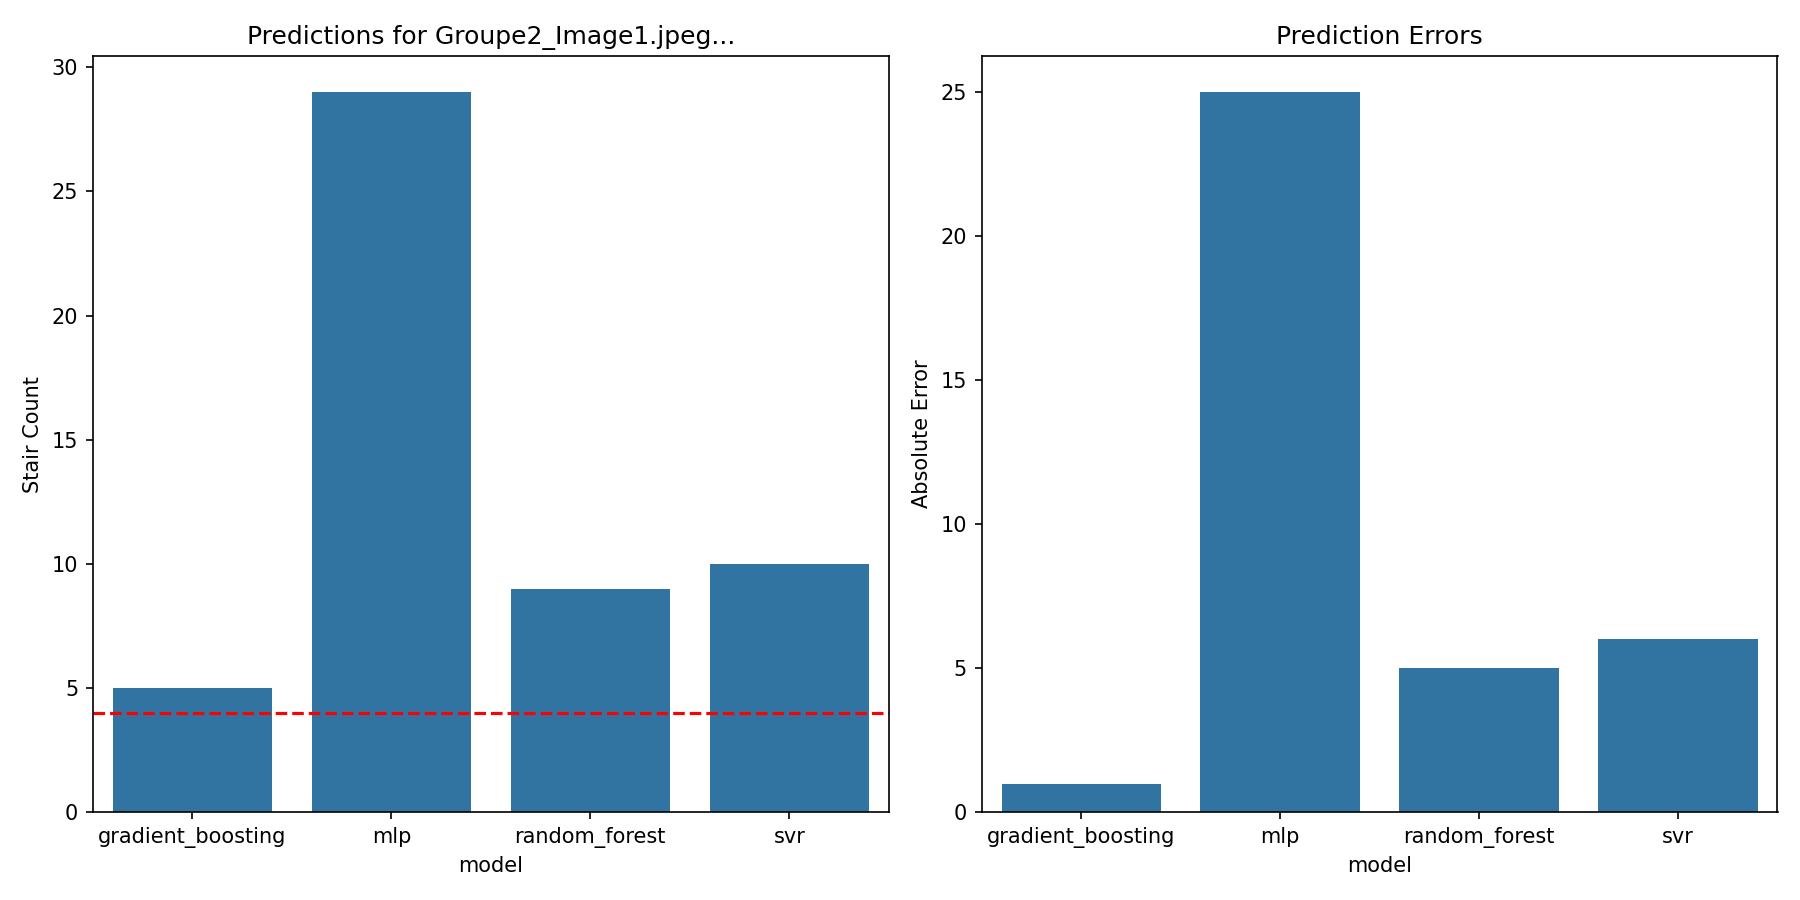 Predictions for Groupe2_Image1.jpeg...
Stair Count
30
25
20
15
10
5
0
gradient_boosting mlp random_forest svr
model
Prediction Errors
Absolute Error
25
20
15
10
5
0
gradient_boosting mlp random_forest svr
model